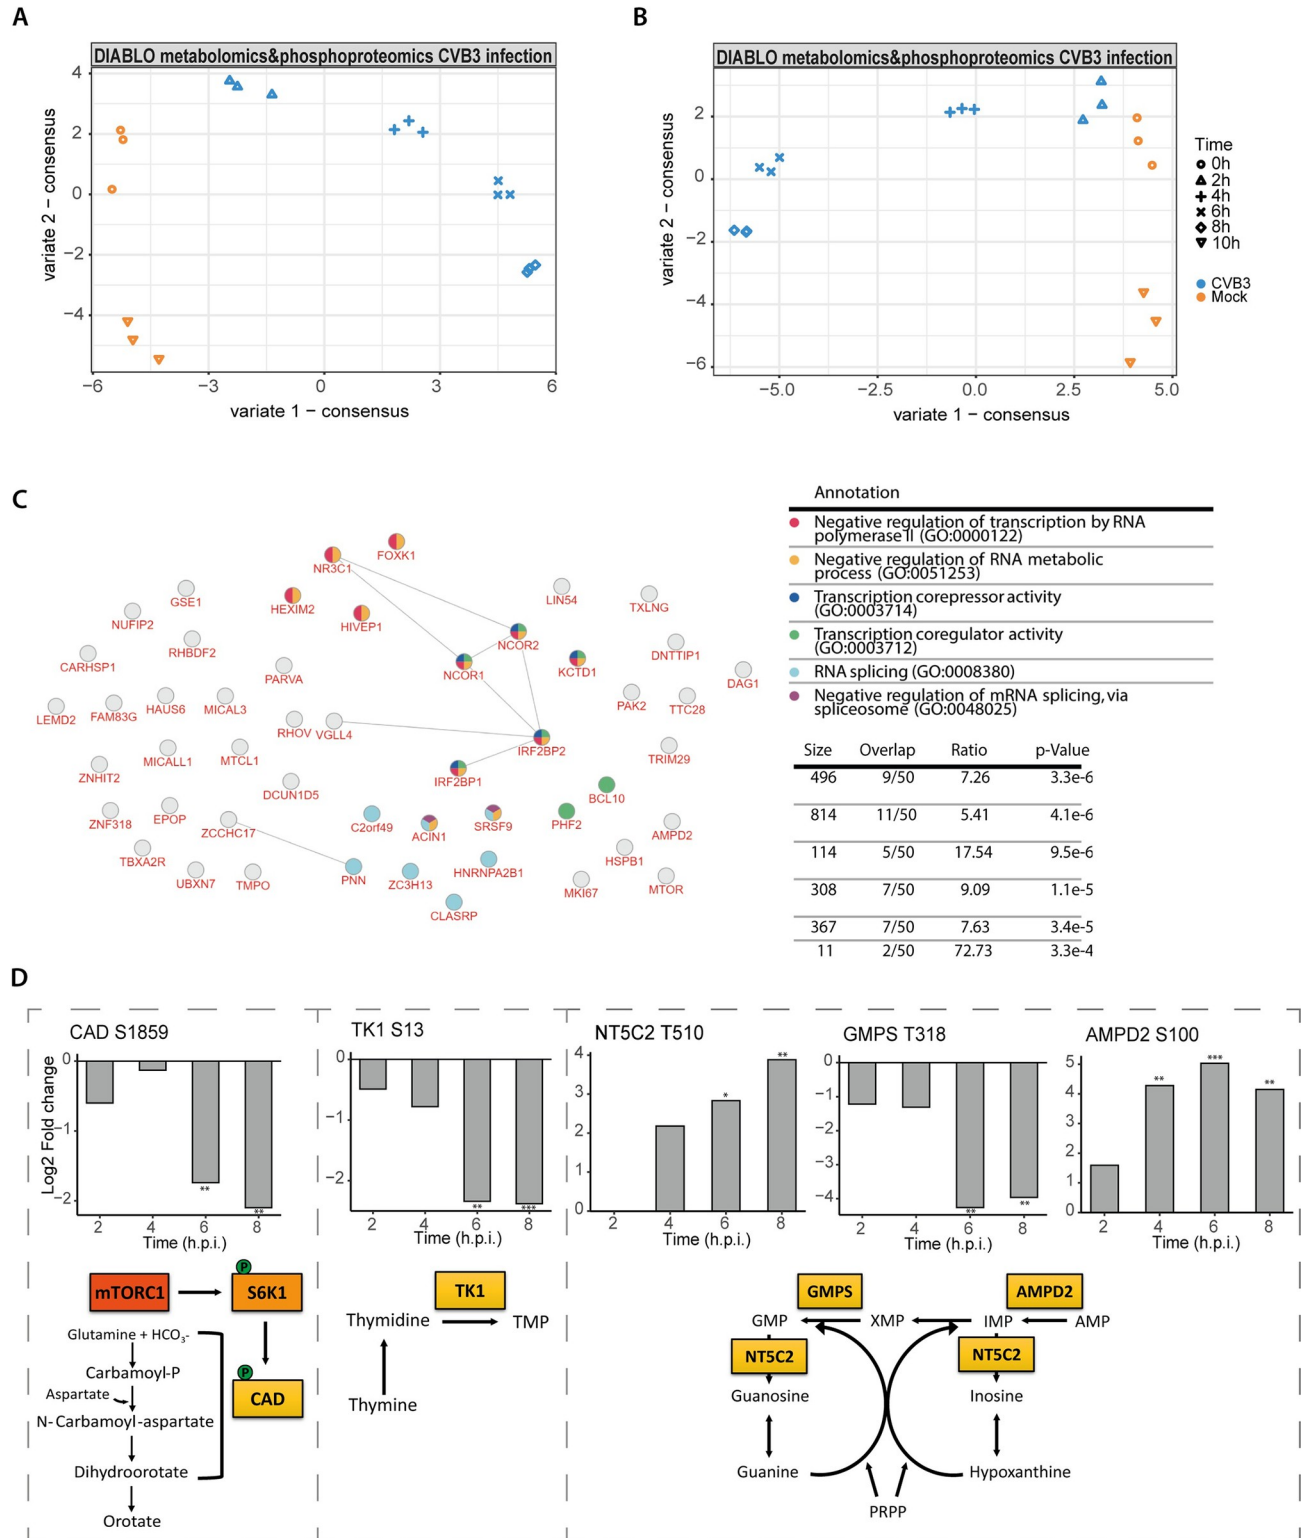 A
DIABLO metabolomics&phosphoproteomics CVB3 infection
variate 2 − consensus
4
2
0
−2
−4
−6
−3
0
3
6
variate 1 − consensus
B
DIABLO metabolomics&phosphoproteomics CVB3 infection
variate 2 − consensus
2
0
−2
−4
−6
−5.0
−2.5
0.0
2.5
5.0
variate 1 − consensus
Time
0h
2h
4h
6h
8h
10h
CVB3
Mock
C
FOXK1
NR3C1
GSE1
HEXIM2
LIN54
TXLNG
NUFIP2
HIVEP1
RHBDF2
NCOR2
DNTTIP1
CARHSP1
PARVA
NCOR1
KCTD1
DAG1
LEMD2
FAM83G
HAUS6
MICAL3
PAK2
TTC28
RHOV
VGLL4
IRF2BP2
MICALL1
MTCL1
TRIM29
ZNHIT2
IRF2BP1
DCUN1D5
BCL10
ZNF318
EPOP
ZCCHC17
C2orf49
ACIN1
SRSF9
PHF2
AMPD2
TBXA2R
HSPB1
UBXN7
TMPO
PNN
ZC3H13
HNRNPA2B1
MKI67
MTOR
CLASRP
Annotation
Negative regulation of transcription by RNA
polymerase II (GO:0000122)
Negative regulation of RNA metabolic
process (GO:0051253)
Transcription corepressor activity
(GO:0003714)
Transcription coregulator activity
(GO:0003712)
RNA splicing (GO:0008380)
Negative regulation of mRNA splicing, via
spliceosome (GO:0048025)
Size Overlap Ratio p-Value
496 9/50 7.26 3.3e-6
814 11/50 5.41 4.1e-6
114 5/50 17.54 9.5e-6
308 7/50 9.09 1.1e-5
367 7/50 7.63 3.4e-5
11 2/50 72.73 3.3e-4
D
CAD S1859
Log2 Fold change
0
−1
−2
**
**
2 4 6 8
Time (h.p.i.)
TK1 S13
0
−1
−2
**
***
2 4 6 8
Time (h.p.i.)
NT5C2 T510
4
3
2
1
0
*
**
2 4 6 8
Time (h.p.i.)
GMPS T318
0
−1
−2
−3
−4
**
**
2 4 6 8
Time (h.p.i.)
AMPD2 S100
5
4
3
2
1
0
**
***
**
2 4 6 8
Time (h.p.i.)
mTORC1
P
S6K1
Glutamine + HCO3-
Carbamoyl-P
Aspartate
P
CAD
N-Carbamoyl-aspartate
Dihydroorotate
Orotate
TK1
Thymidine
TMP
Thymine
GMPS
AMPD2
GMP
XMP
IMP
AMP
NT5C2
NT5C2
Guanosine
Inosine
Guanine
Hypoxanthine
PRPP